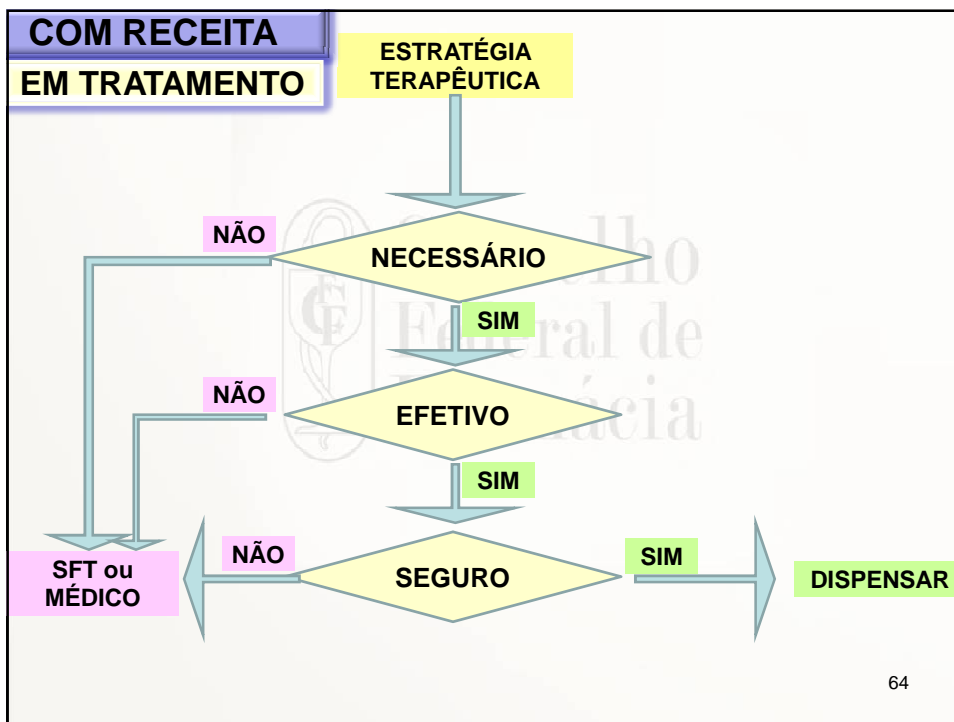 COM RECEITA
EM TRATAMENTO
ESTRATÉGIA
TERAPÊUTICA
NÃO
NECESSÁRIO
SIM
NÃO
EFETIVO
SIM
SFT ou
MÉDICO
NÃO
SEGURO
SIM
DISPENSAR
64